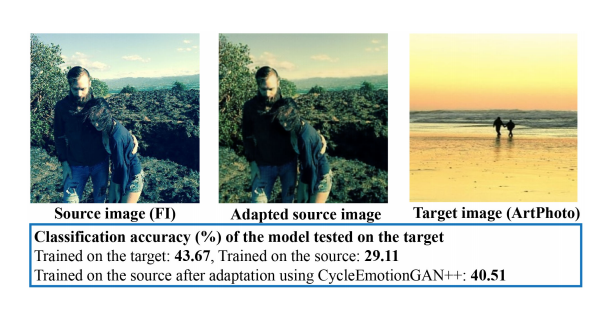 Source image (FI)
Adapted source image
Target image (ArtPhoto)
Classification accuracy (%) of the model tested on the target
Trained on the target: 43.67, Trained on the source: 29.11
Trained on the source after adaptation using CycleEmotionGAN++: 40.51